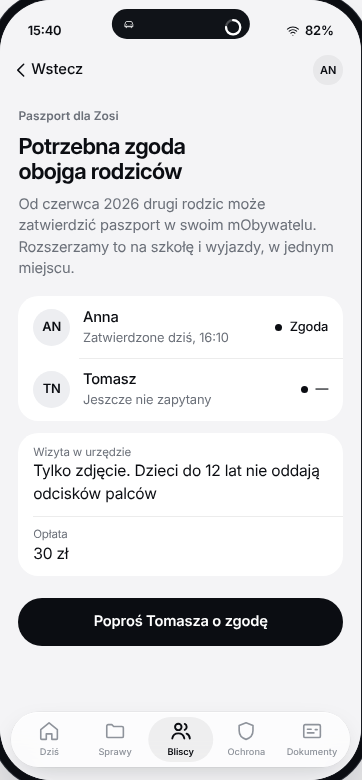 15:40
82%
Wstecz
AN
Paszport dla Zosi
Potrzebna zgoda
obojga rodziców
Od czerwca 2026 drugi rodzic może
zatwierdzić paszport w swoim mObywatelu.
Rozszerzamy to na szkołę i wyjazdy, w jednym
miejscu.
AN
Anna
Zatwierdzone dziś, 16:10
● Zgoda
TN
Tomasz
Jeszcze nie zapytany
● —
Wizyta w urzędzie
Tylko zdjęcie. Dzieci do 12 lat nie oddają
odcisków palców
Opłata
30 zł
Poproś Tomasza o zgodę
Dziś
Sprawy
Bliscy
Ochrona
Dokumenty